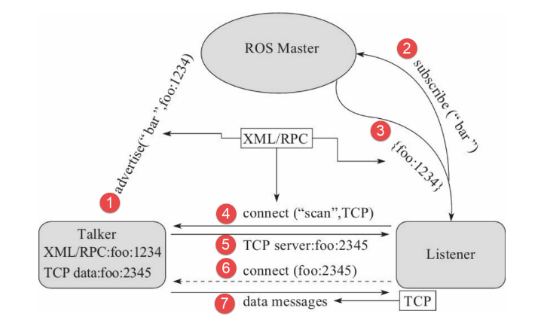 ROS Master
2
subscribe (“bar”)
3
{foo:1234}
XML/RPC
1
advertise(“bar”,foo:1234)
4 connect (“scan”,TCP)
Talker
XML/RPC:foo:1234
TCP data:foo:2345
5 TCP server:foo:2345
Listener
6 connect (foo:2345)
7 data messages
TCP